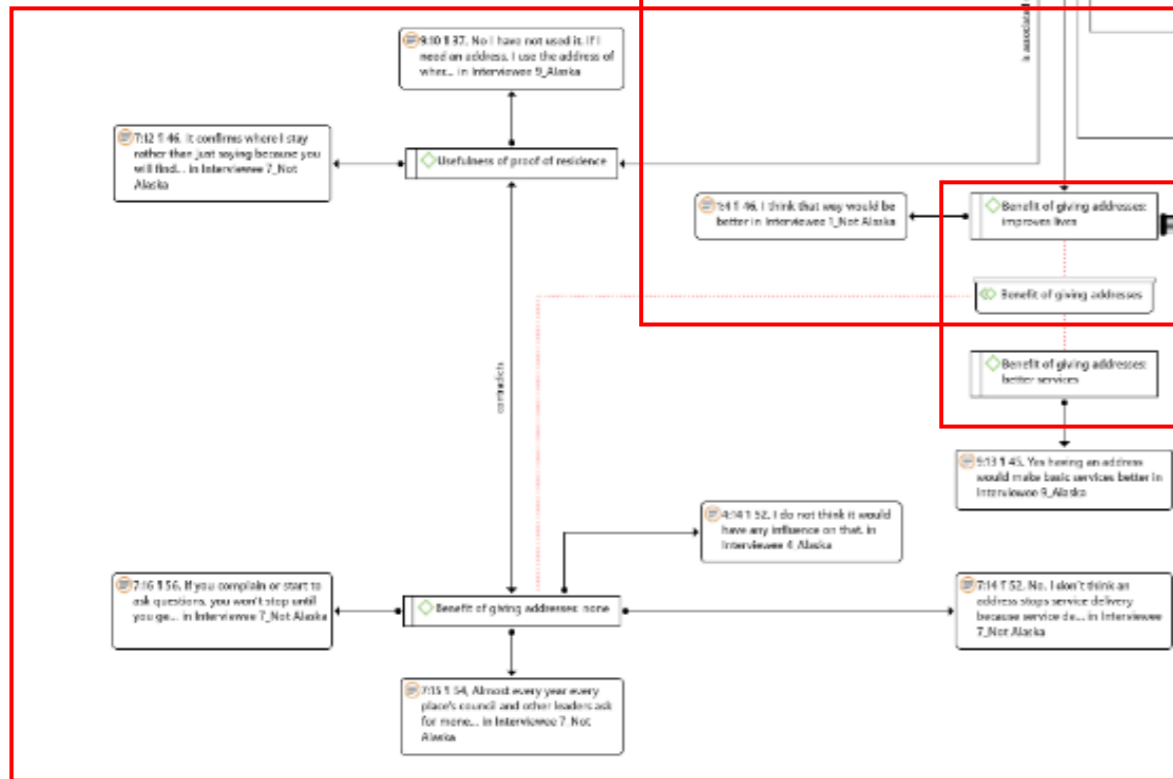 9:10 ¶ 37, No I have not used it. If I
need an address, I use the address of
wher... in Interviewee 9_Alaska
is associated
7:12 ¶ 46, It confirms where I stay
rather than just saying because you
will find... in Interviewee 7_Not
Alaska
Usefulness of proof of residence
1:4 ¶ 46, I think that way would be
better in Interviewee 1_Not Alaska
Benefit of giving addresses:
improves lives
Benefit of giving addresses
Benefit of giving addresses:
better services
contradicts
9:13 ¶ 45, Yes having an address
would make basic services better in
Interviewee 9_Alaska
4:14 ¶ 52, I do not think it would
have any influence on that. in
Interviewee 4_Alaska
7:16 ¶ 56, If you complain or start to
ask questions, you won't stop until
you ge... in Interviewee 7_Not Alaska
Benefit of giving addresses: none
7:14 ¶ 52, No. I don't think an
address stops service delivery
because service de... in Interviewee
7_Not Alaska
7:15 ¶ 54, Almost every year every
place's council and other leaders ask
for mone... in Interviewee 7_Not
Alaska